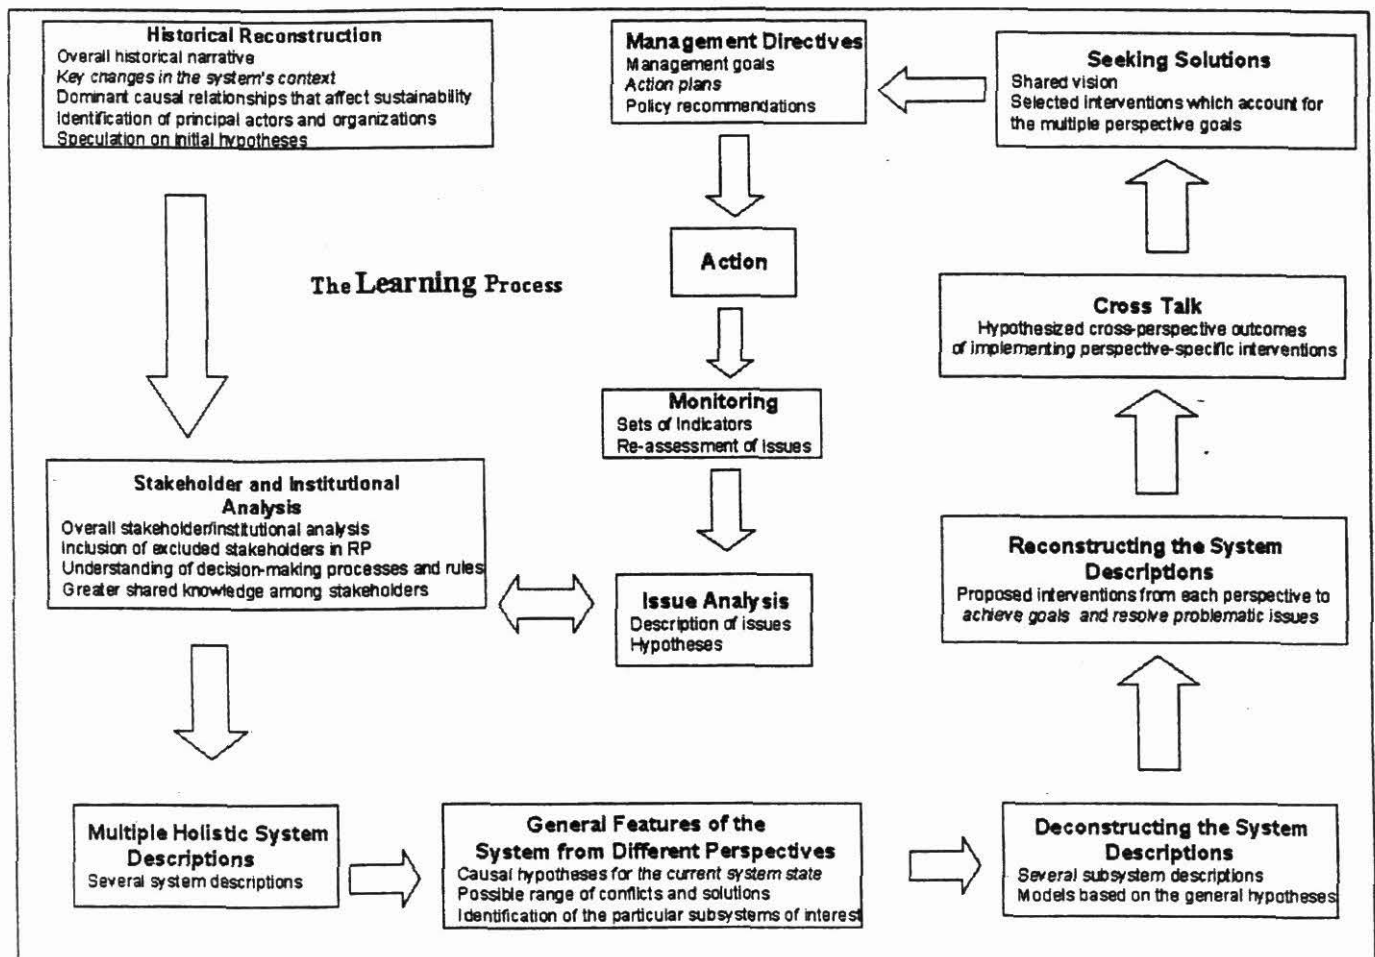 Historical Reconstruction
Overall historical narrative
Key changes in the system's context
Dominant causal relationships that affect sustainability
Identification of principal actors and organizations
Speculation on initial hypotheses
Management Directives
Management goals
Action plans
Policy recommendations
Seeking Solutions
Shared vision
Selected interventions which account for
the multiple perspective goals
The Learning Process
Action
Cross Talk
Hypothesized cross-perspective outcomes
of implementing perspective-specific interventions
Monitoring
Sets of Indicators
Re-assessment of issues
Stakeholder and Institutional
Analysis
Overall stakeholder/institutional analysis
Inclusion of excluded stakeholders in RP
Understanding of decision-making processes and rules
Greater shared knowledge among stakeholders
Issue Analysis
Description of issues
Hypotheses
Reconstructing the System
Descriptions
Proposed interventions from each perspective to
achieve goals and resolve problematic issues
Multiple Holistic System
Descriptions
Several system descriptions
General Features of the
System from Different Perspectives
Causal hypotheses for the current system state
Possible range of conflicts and solutions
Identification of the particular subsystems of interest
Deconstructing the System
Descriptions
Several subsystem descriptions
Models based on the general hypotheses